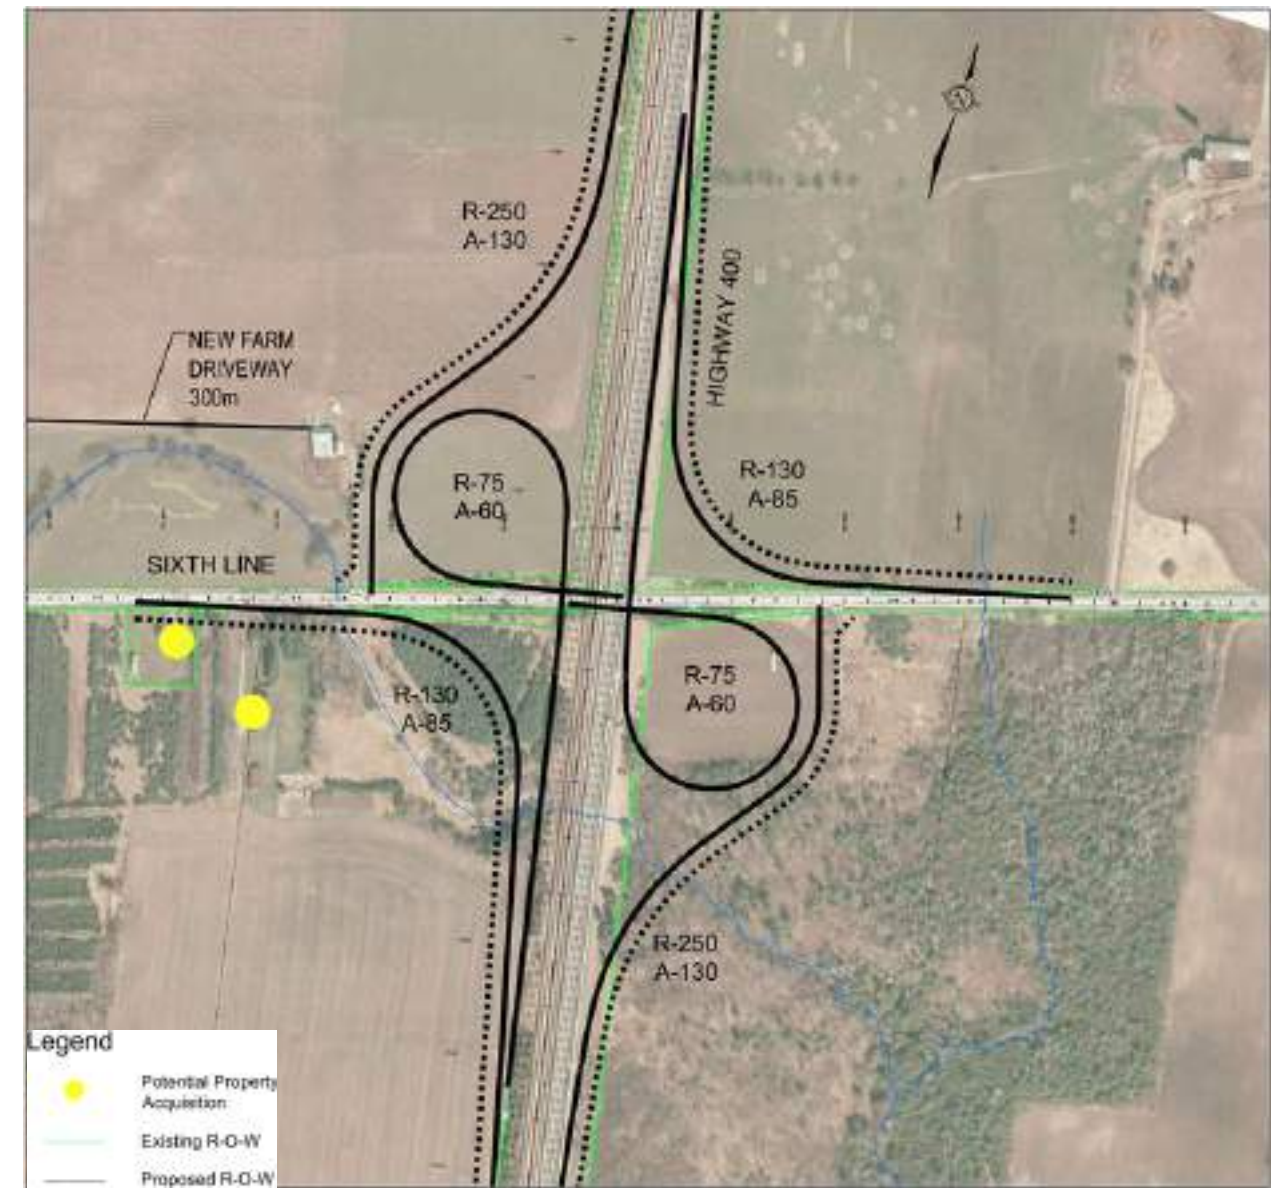 R-250
A-130
NEW FARM
DRIVEWAY
300m
HIGHWAY 400
R-75
A-60
R-130
A-85
SIXTH LINE
R-130
A-85
R-75
A-60
R-250
A-130
Legend
Potential Property
Acquisition
Existing R-O-W
Proposed R-O-W